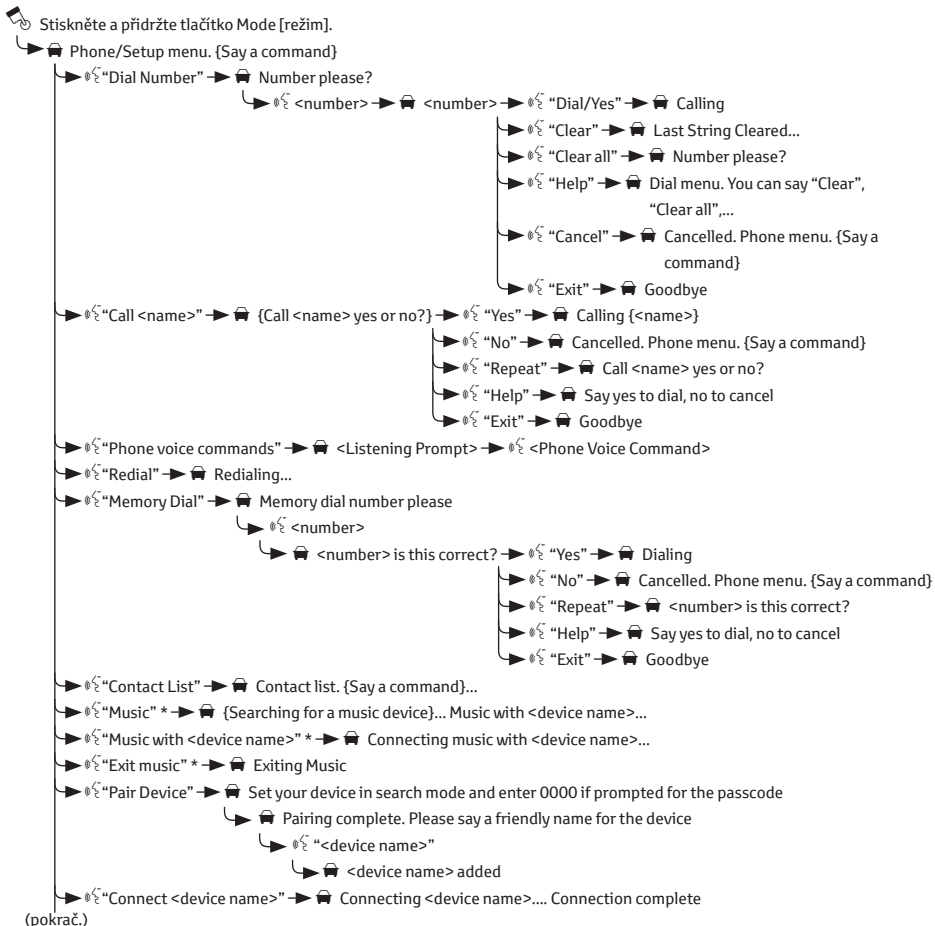 Stiskněte a přidržte tlačítko Mode [režim].
Phone/Setup menu. {Say a command}
“Dial Number” Number please?
<number> <number> “Dial/Yes” Calling
“Clear” Last String Cleared...
“Clear all” Number please?
“Help” Dial menu. You can say “Clear”,
“Clear all”,...
“Cancel” Cancelled. Phone menu. {Say a
command}
“Exit” Goodbye
“Call <name>” {Call <name> yes or no?} “Yes” Calling {<name>}
“No” Cancelled. Phone menu. {Say a command}
“Repeat” Call <name> yes or no?
“Help” Say yes to dial, no to cancel
“Exit” Goodbye
“Phone voice commands” <Listening Prompt> <Phone Voice Command>
“Redial” Redialing...
“Memory Dial” Memory dial number please
<number>
<number> is this correct? “Yes” Dialing
“No” Cancelled. Phone menu. {Say a command}
“Repeat” <number> is this correct?
“Help” Say yes to dial, no to cancel
“Exit” Goodbye
“Contact List” Contact list. {Say a command}...
“Music” * {Searching for a music device}... Music with <device name>...
“Music with <device name>” * Connecting music with <device name>...
“Exit music” * Exiting Music
“Pair Device” Set your device in search mode and enter 0000 if prompted for the passcode
Pairing complete. Please say a friendly name for the device
“<device name>”
<device name> added
“Connect <device name>” Connecting <device name>.... Connection complete
(pokrač.)